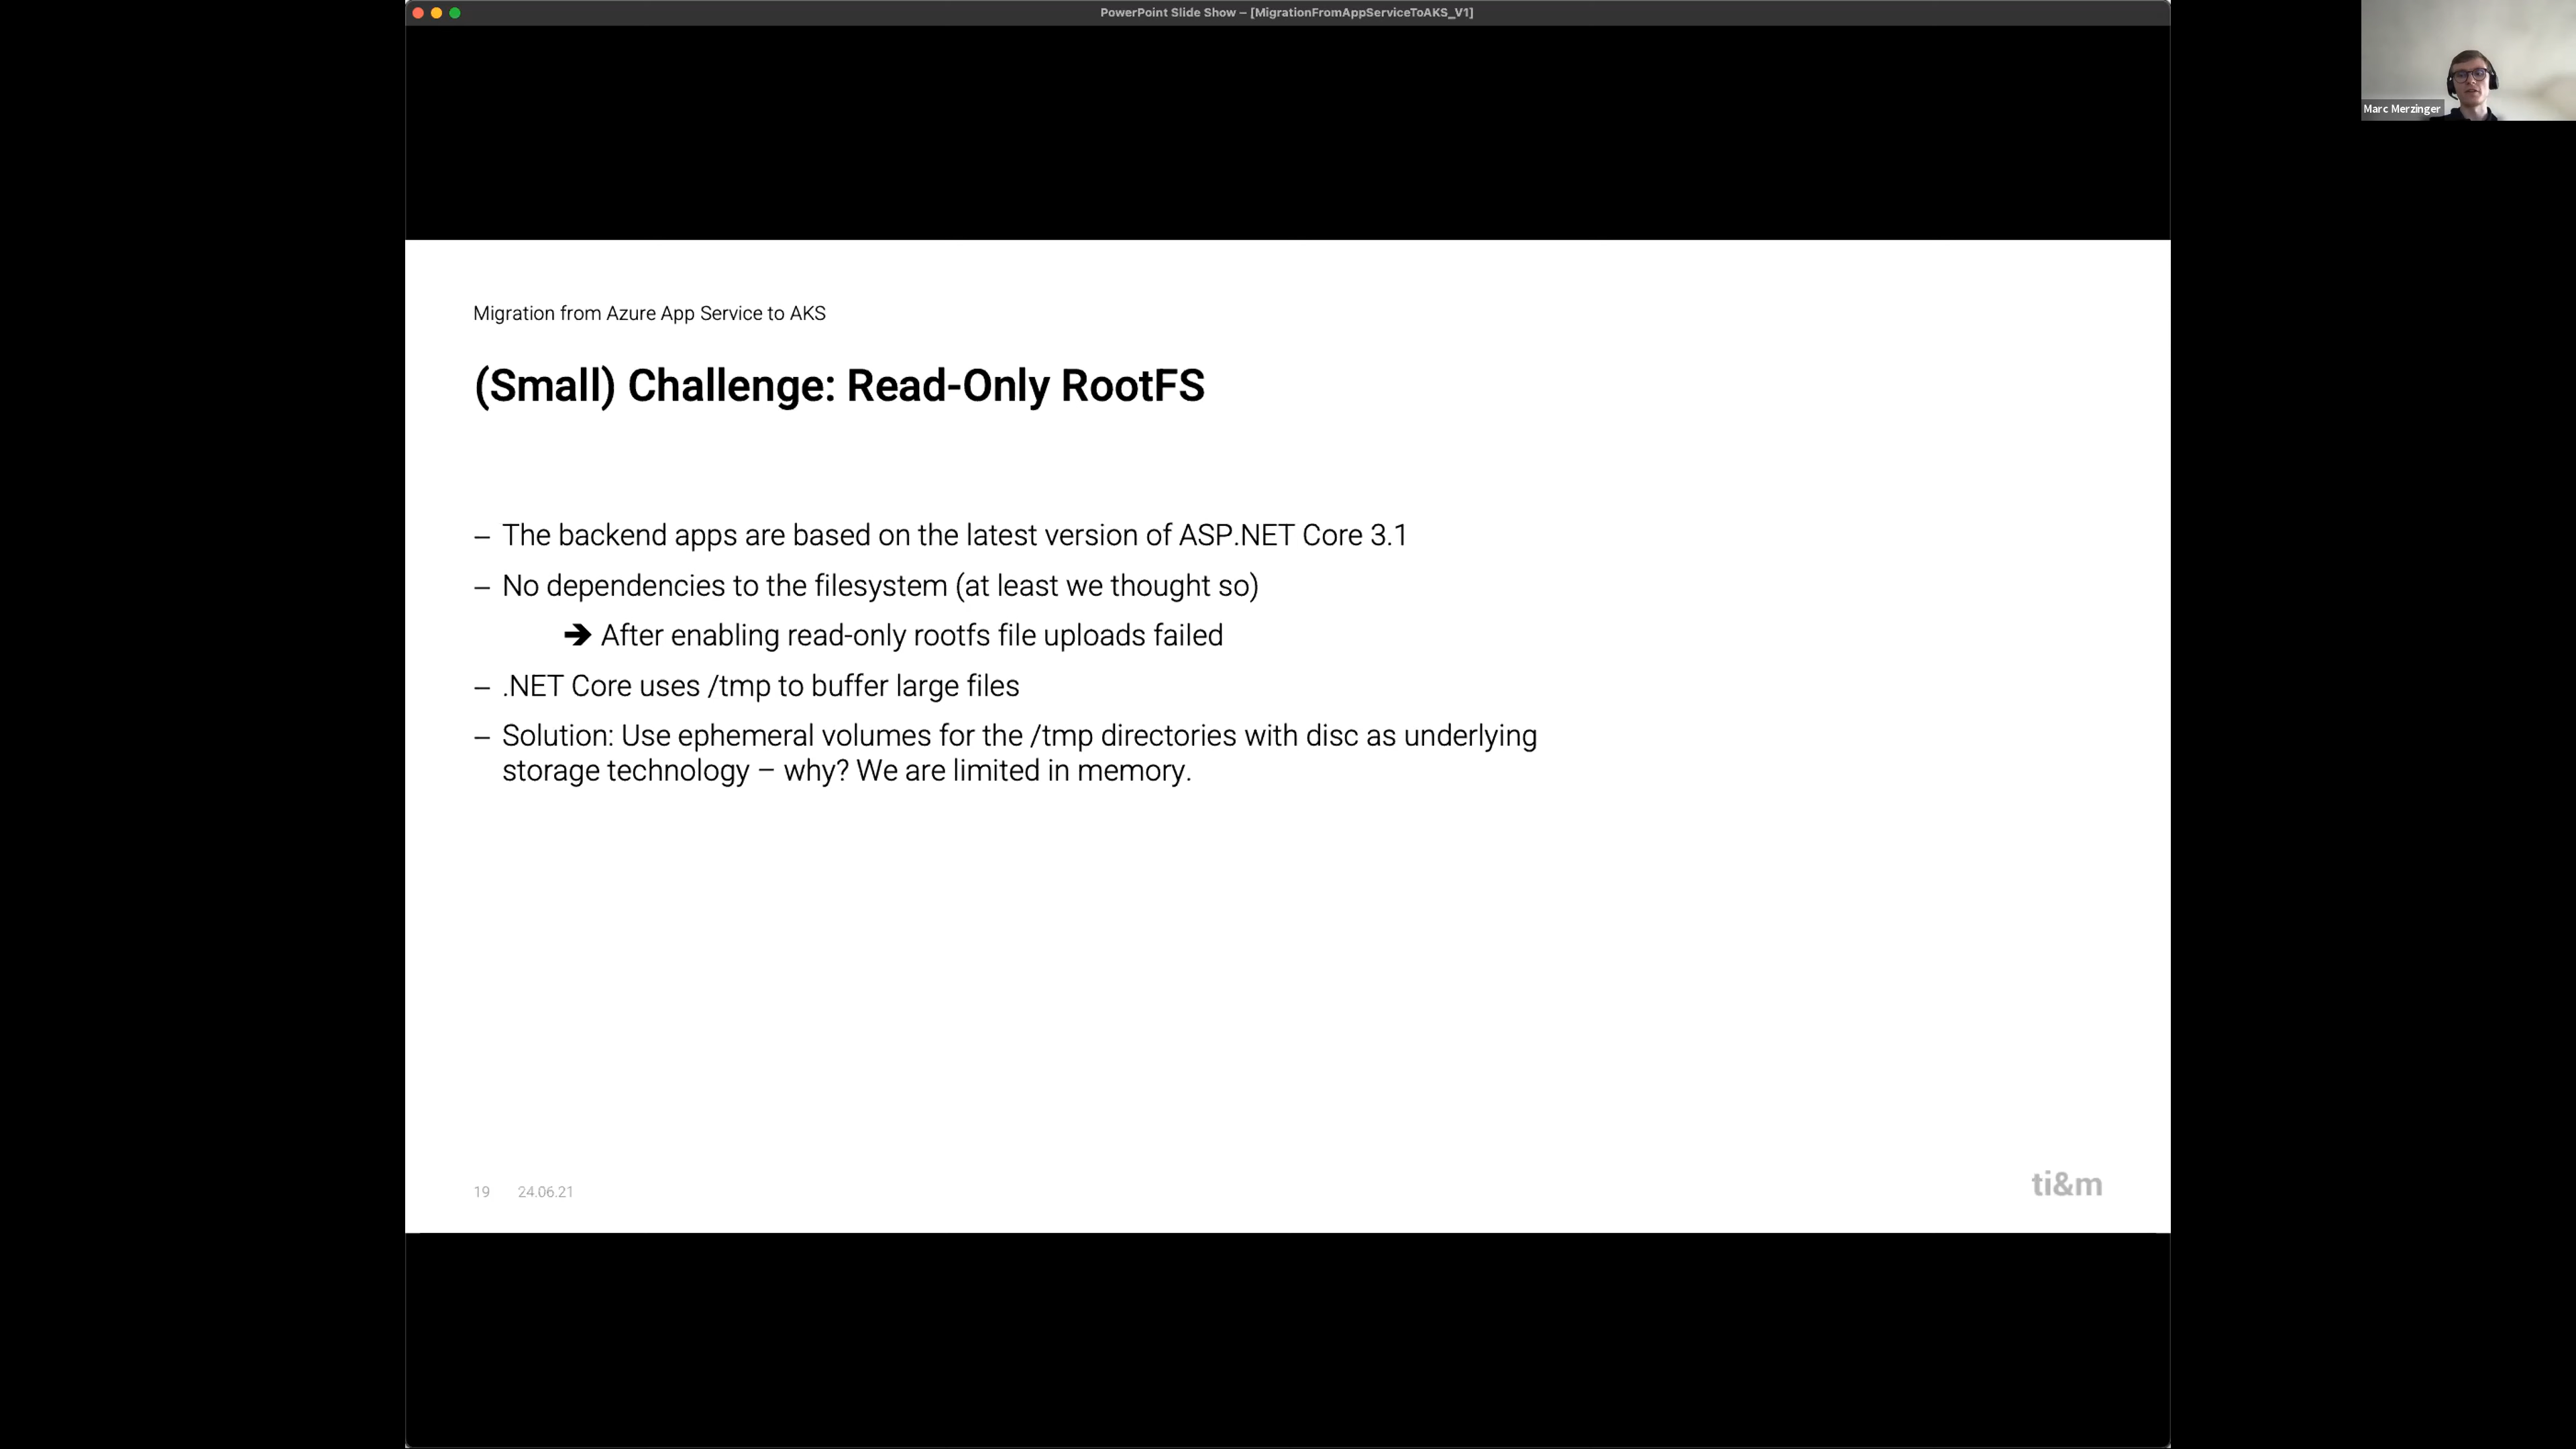 PowerPoint Slide Show – [MigrationFromAppServiceToAKS_V1]
Marc Merzinger
Migration from Azure App Service to AKS
(Small) Challenge: Read-Only RootFS
– The backend apps are based on the latest version of ASP.NET Core 3.1
– No dependencies to the filesystem (at least we thought so)
➔ After enabling read-only rootfs file uploads failed
– .NET Core uses /tmp to buffer large files
– Solution: Use ephemeral volumes for the /tmp directories with disc as underlying
storage technology – why? We are limited in memory.
19 24.06.21
ti&m